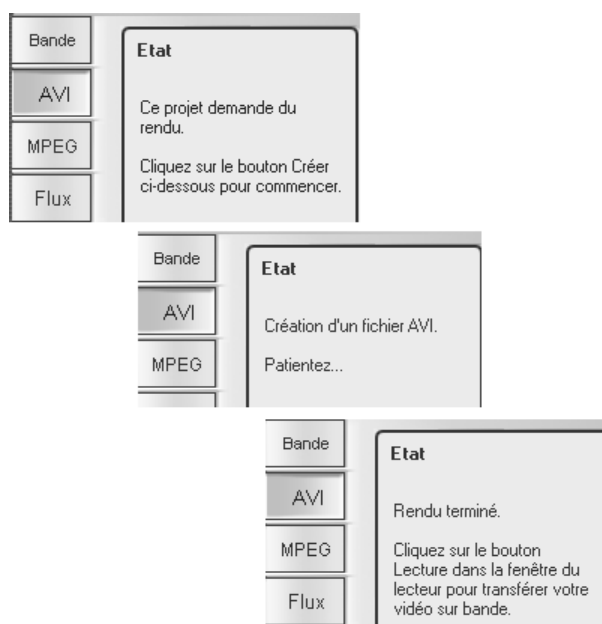 Bande
AVI
MPEG
Flux
Etat
Ce projet demande du
rendu.
Cliquez sur le bouton Créer
ci-dessous pour commencer.
Bande
AVI
MPEG
Etat
Création d'un fichier AVI.
Patientez...
Bande
AVI
MPEG
Flux
Etat
Rendu terminé.
Cliquez sur le bouton
Lecture dans la fenêtre du
lecteur pour transférer votre
vidéo sur bande.